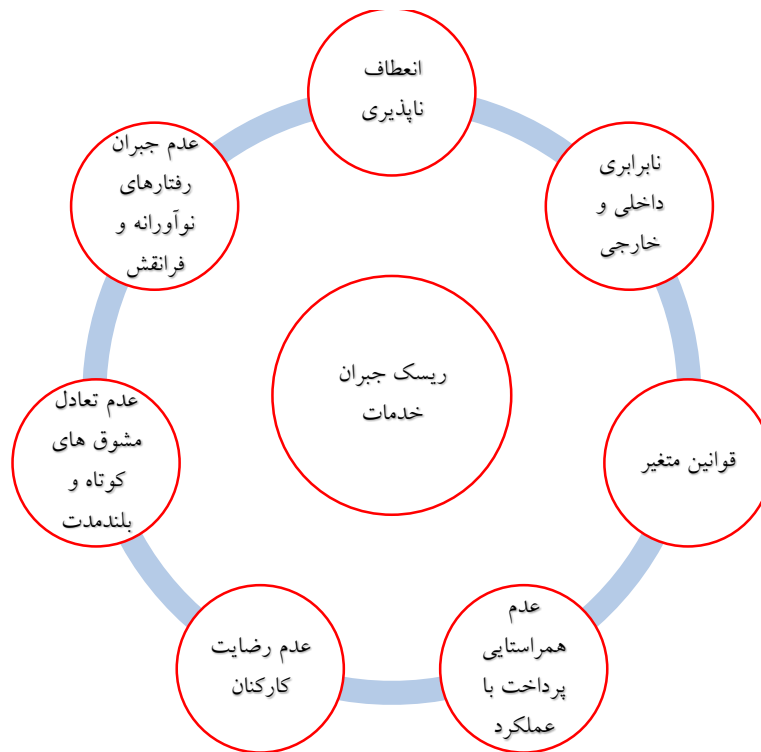 انعطاف
ناپذیری
نابرابری
داخلی و
خارجی
قوانین متغیر
عدم
همراستایی
پرداخت با
عملکرد
عدم رضایت
کارکنان
عدم تعادل
مشوق های
کوتاه و
بلندمدت
عدم جبران
رفتارهای
نوآورانه و
فرانقش
ریسک جبران
خدمات